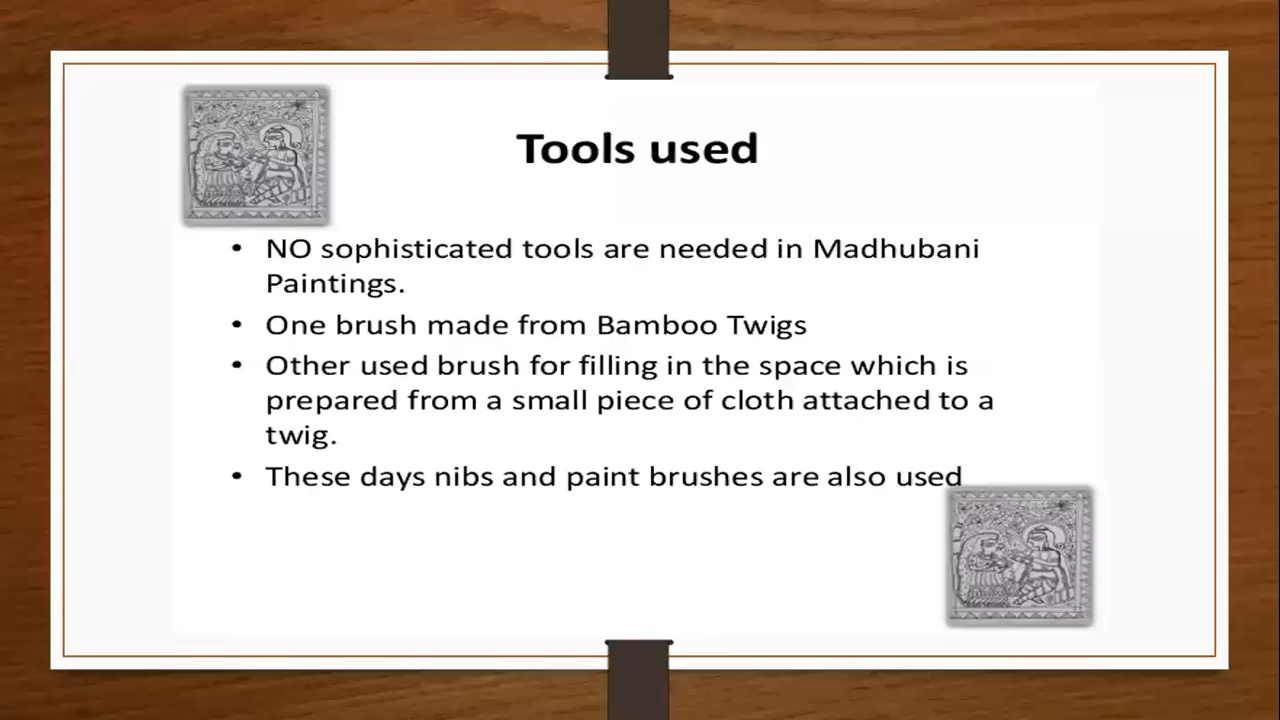 Tools used
• NO sophisticated tools are needed in Madhubani
Paintings.
• One brush made from Bamboo Twigs
• Other used brush for filling in the space which is
prepared from a small piece of cloth attached to a
twig.
• These days nibs and paint brushes are also used